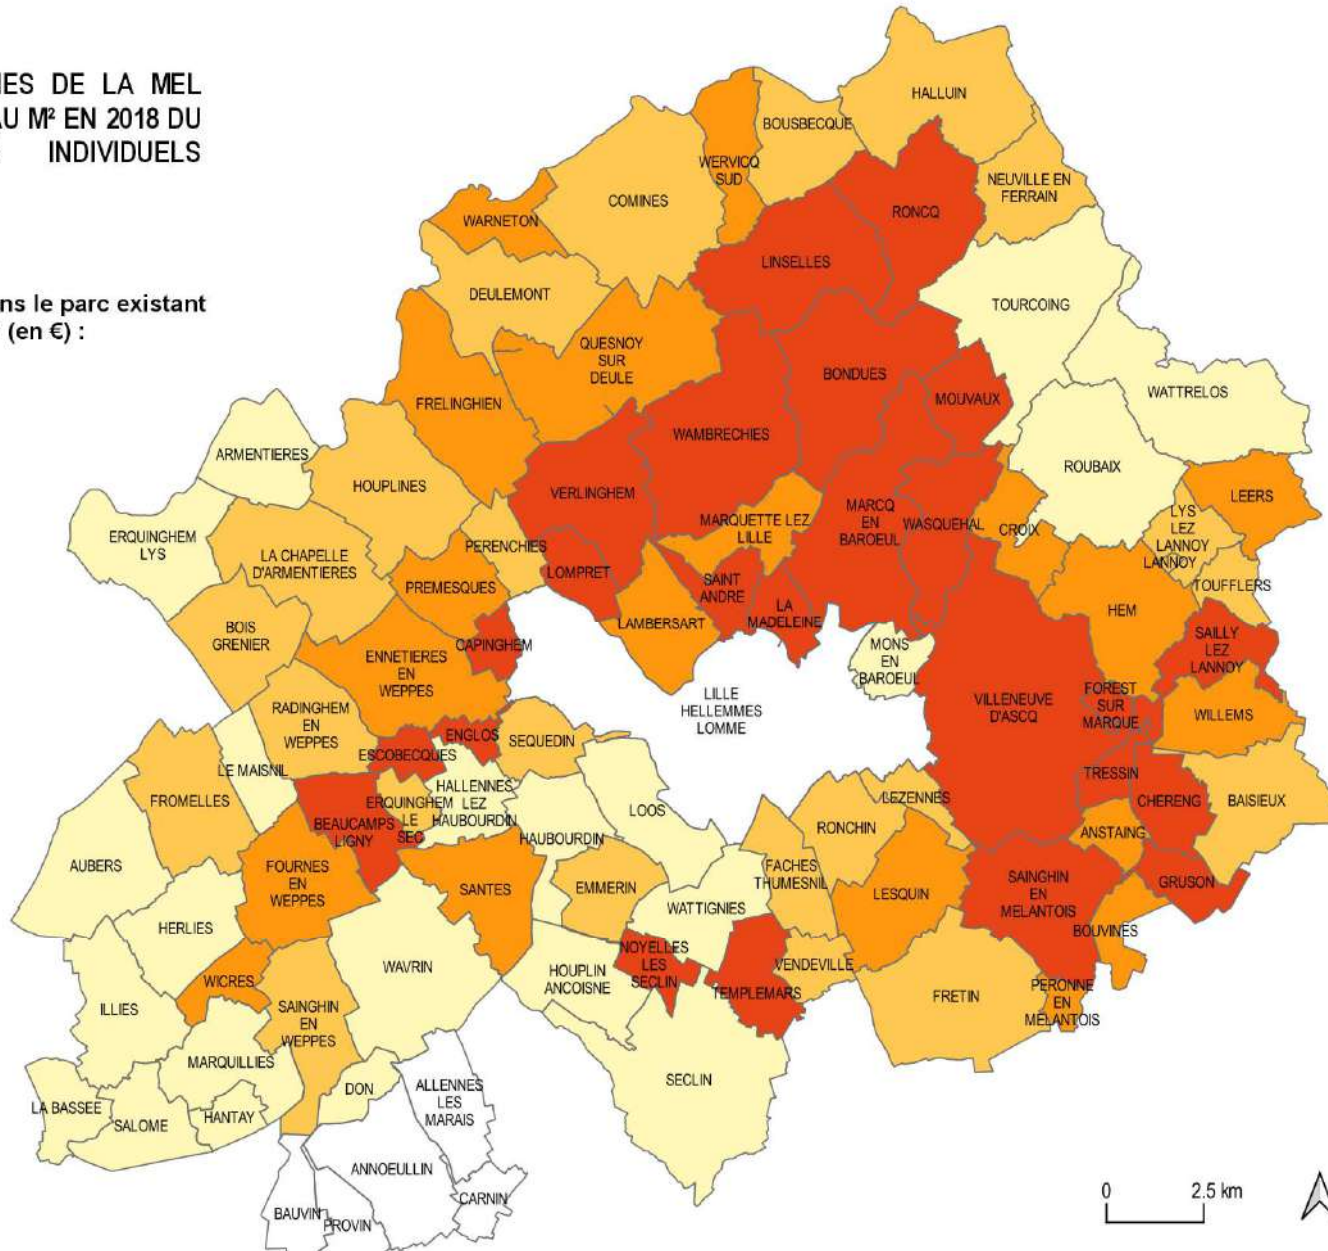 ES DE LA MEL
AU M² EN 2018 DU
INDIVIDUELS
ns le parc existant
(en €) :
HALLUIN
BOUSBECQUE
WERVICQ
SUD
NEUVILLE EN
FERRAIN
COMINES
RONCQ
WARNETON
LINSELLES
DEULEMONT
TOURCOING
QUESNOY
SUR
DEULE
BONDUES
WATTRELOS
MOUVAUX
FRELINGHIEN
WAMBRECHIES
ARMENTIERES
ROUBAIX
HOUPLINES
VERLINGHEM
LEERS
MARCQ
EN
BAROEUL
WASQUEHAL
MARQUETTE LEZ
LILLE
CROIX
LYS
LEZ
LANNOY
LANNOY
ERQUINGHEM
LYS
LA CHAPELLE
D'ARMENTIERES
PERENCHIES
LOMPRET
PREMESQUES
SAINT
ANDRE
LA
MADELEINE
TOUFFLERS
HEM
LAMBERSART
BOIS
GRENIER
CAPINGHEM
MONS
EN
BAROEUL
SAILLY
LEZ
LANNOY
ENNETIERES
EN
WEPPES
LILLE
HELLEMMES
LOMME
VILLENEUVE
D'ASCQ
FOREST
SUR
MARQUE
WILLEMS
RADINGHEM
EN
WEPPES
ENGLOS
SEQUEDIN
ESCOBECQUES
LE MAISNIL
TRESSIN
HALLENNES
LEZ
HAUBOURDIN
FROMELLES
ERQUINGHEM
LE
SEC
LEZENNES
CHERENG
BAISIEUX
LOOS
BEAUCAMPS
LIGNY
RONCHIN
HAUBOURDIN
ANSTAING
AUBERS
FOURNES
EN
WEPPES
FACHES
THUMESNIL
SANTES
EMMERIN
LESQUIN
SAINGHIN
EN
MELANTOIS
GRUSON
WATTIGNIES
HERLIES
BOUVINES
NOYELLES
LES
SECLIN
WAVRIN
VENDEVILLE
HOUPLIN
ANCOISNE
WICRES
TEMPLEMARS
FRETIN
PERONNE
EN
MELANTOIS
ILLIES
SAINGHIN
EN
WEPPES
MARQUILLIES
SECLIN
DON
ALLENNES
LES
MARAIS
LA BASSEE
HANTAY
SALOME
ANNOEULLIN
CARNIN
BAUVIN
PROVIN
0 2.5 km